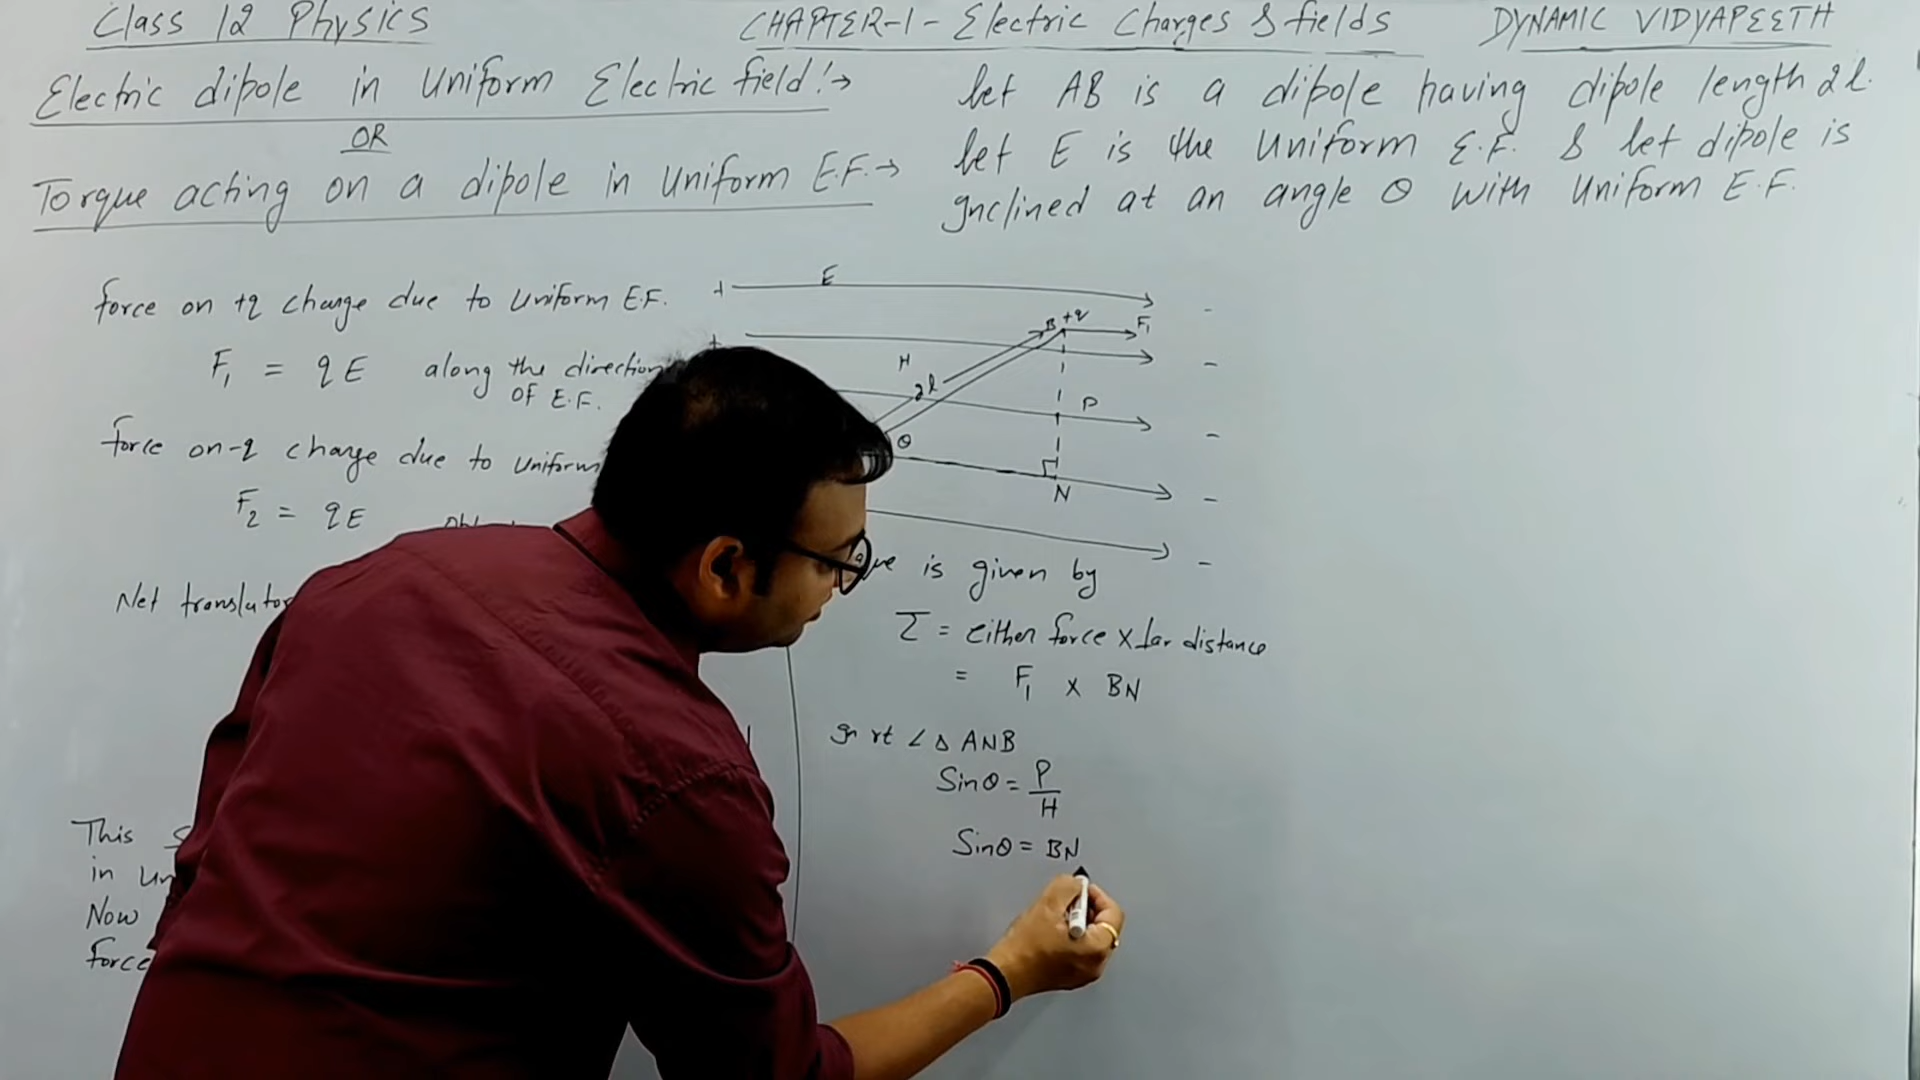 Class 12 Physics
CHAPTER-1 - Electric Charges & fields
DYNAMIC VIDYAPEETH
Electric dipole in Uniform Electric field:→
OR
Torque acting on a dipole in uniform E.F.→
let AB is a dipole having dipole length 2l.
let E is the Uniform E.F. & let dipole is
Inclined at an angle θ with Uniform E.F.
force on +q charge due to Uniform E.F.
F₁ = qE along the direction
OF E.F.
force on -q charge due to uniform
F₂ = qE
Net
This
in
Now
force
+ E -
+ -
B +q F₁
H
2l
P -
θ
N -
-
is given by
τ = either force × ⊥ar distance
= F₁ × BN
In rt ∠ Δ ANB
Sinθ = P
H
Sinθ = BN